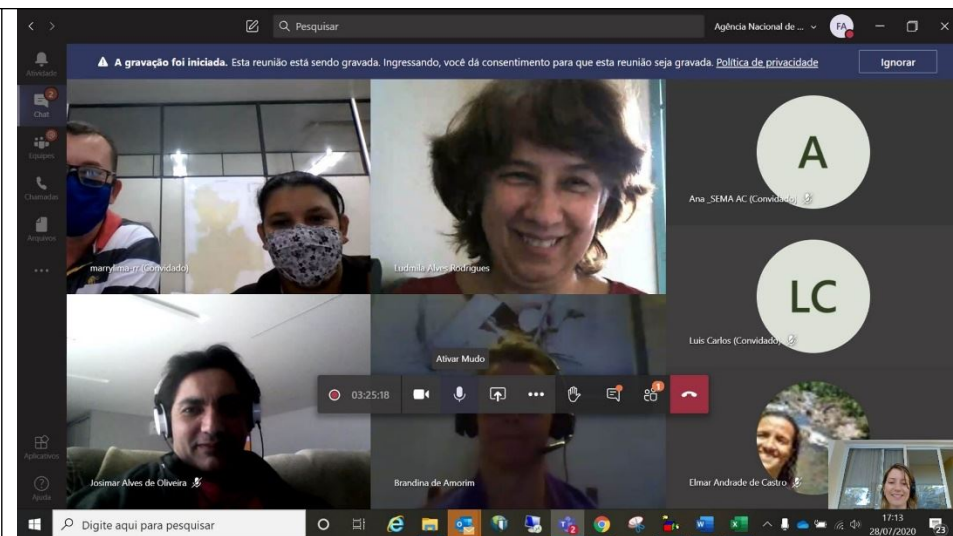 Pesquisar
Agência Nacional de ...
FA
A gravação foi iniciada. Esta reunião está sendo gravada. Ingressando, você dá consentimento para que esta reunião seja gravada. Política de privacidade
Ignorar
Atividade
2
Chat
Equipes
Chamadas
Arquivos
Aplicativos
Ajuda
marrylima-rr (Convidado)
Ludmila Alves Rodrigues
A
Ana _SEMA AC (Convidado)
LC
Luis Carlos (Convidado)
Ativar Mudo
03:25:18
1
Josimar Alves de Oliveira
Brandina de Amorim
Elmar Andrade de Castro
Digite aqui para pesquisar
17:13
28/07/2020
23